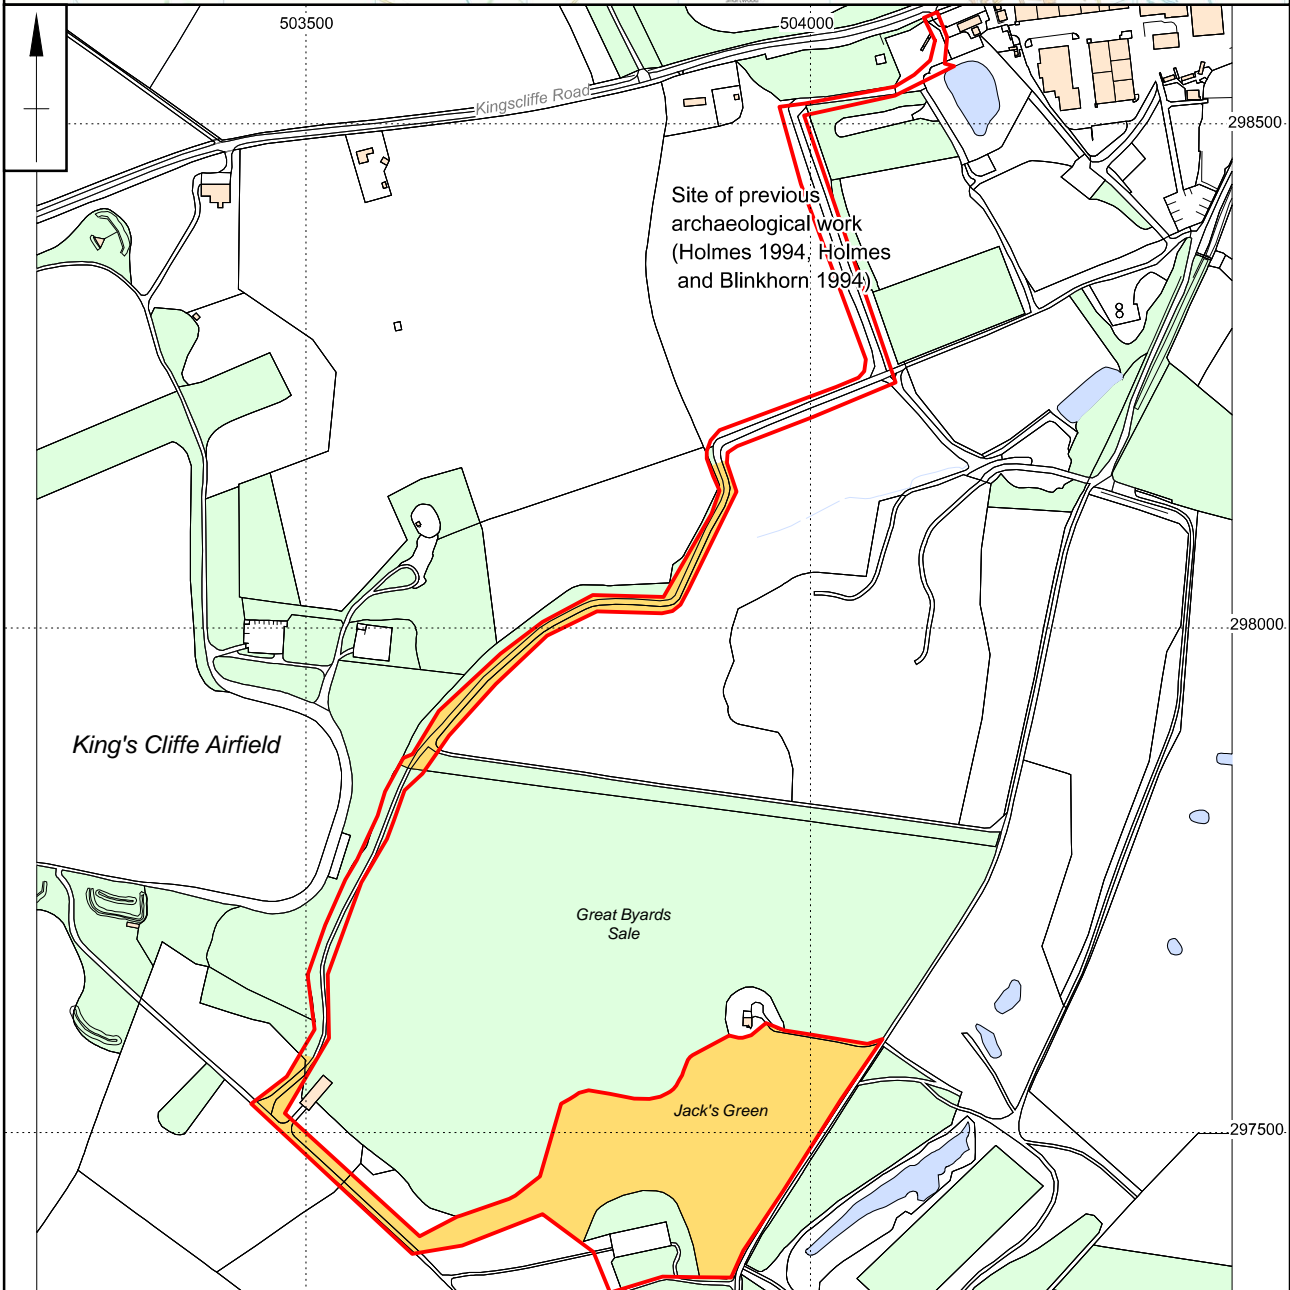 503500
504000
Kingscliffe Road
298500
Site of previous
archaeological work
(Holmes 1994, Holmes
and Blinkhorn 1994)
298000
King's Cliffe Airfield
Great Byards
Sale
Jack's Green
297500